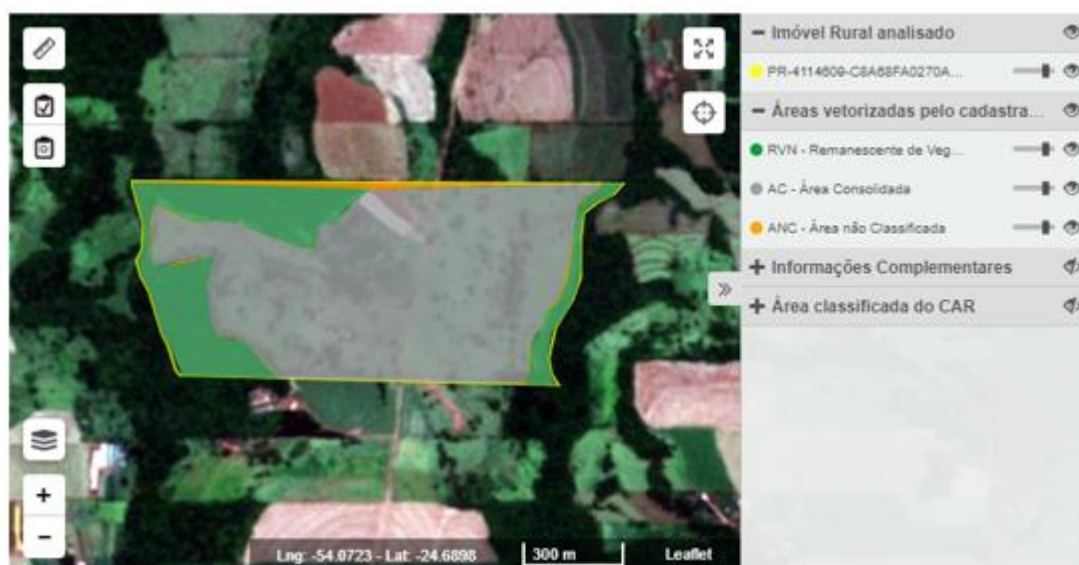 Imóvel Rural analisado
PR-4114609-C8A68FA0270A...
Áreas vetorizadas pelo cadastra...
RVN - Remanescente de Veg...
AC - Área Consolidada
ANC - Área não Classificada
Informações Complementares
Área classificada do CAR
+
−
Lng: -54.0723 - Lat: -24.6898
300 m
Leaflet